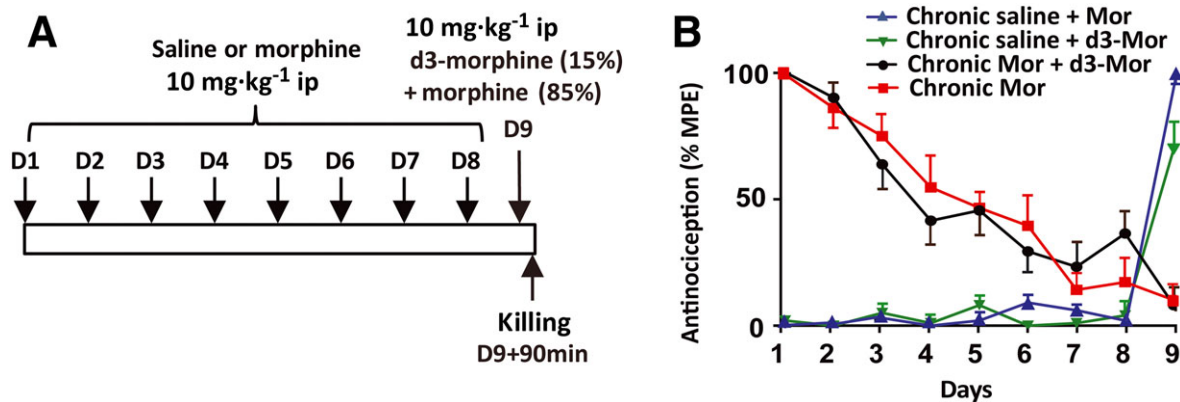 A
Saline or morphine
10 mg·kg⁻¹ ip
10 mg·kg⁻¹ ip
d3-morphine (15%)
+ morphine (85%)
D1 D2 D3 D4 D5 D6 D7 D8 D9
Killing
D9+90min
B
Chronic saline + Mor
Chronic saline + d3-Mor
Chronic Mor + d3-Mor
Chronic Mor
Antinociception (% MPE)
100
50
0
1 2 3 4 5 6 7 8 9
Days